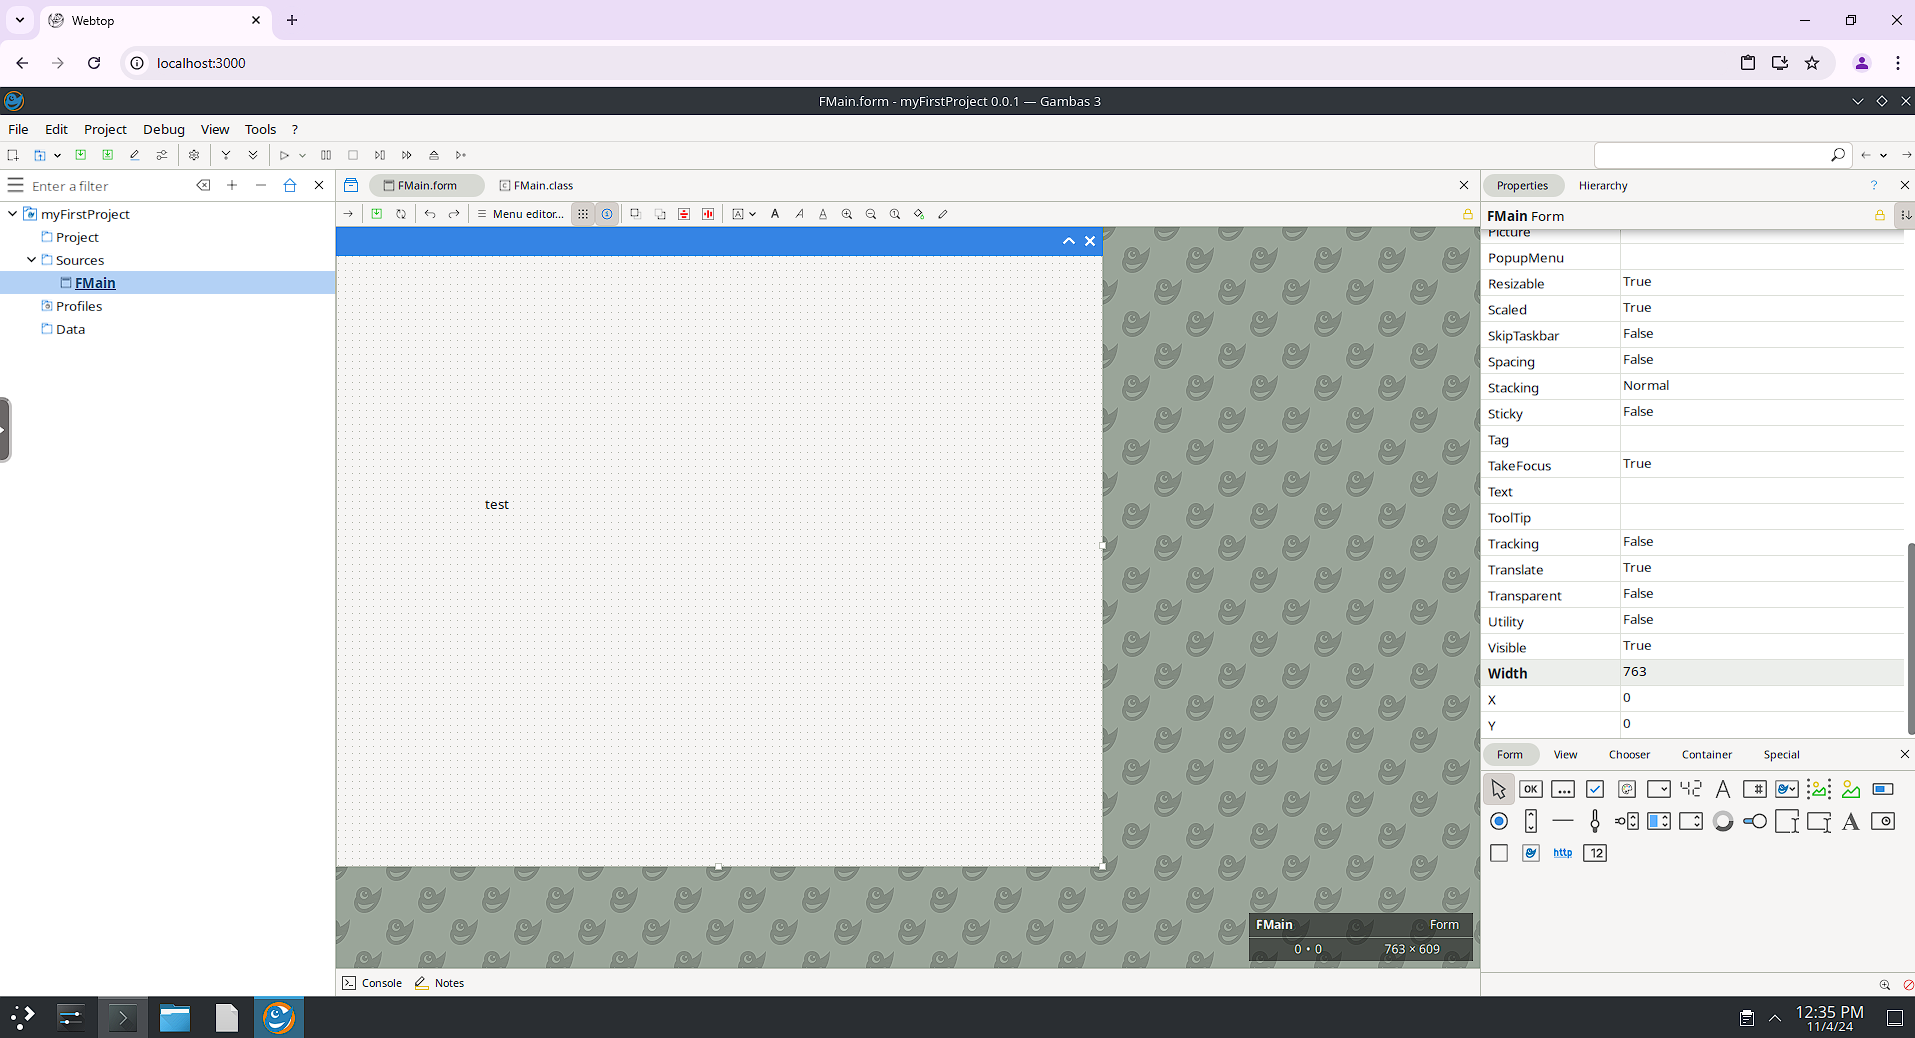 Webtop
localhost:3000
FMain.form - myFirstProject 0.0.1 — Gambas 3
File Edit Project Debug View Tools ?
Enter a filter
FMain.form
FMain.class
Properties Hierarchy ?
myFirstProject
Project
Sources
FMain
Profiles
Data
Menu editor...
FMain Form
Picture
PopupMenu
Resizable True
Scaled True
SkipTaskbar False
Spacing False
Stacking Normal
Sticky False
Tag
TakeFocus True
Text
ToolTip
Tracking False
Translate True
Transparent False
Utility False
Visible True
Width 763
X 0
Y 0
test
Form View Chooser Container Special
OK
http
12
FMain Form
0 • 0 763 × 609
Console Notes
12:35 PM
11/4/24